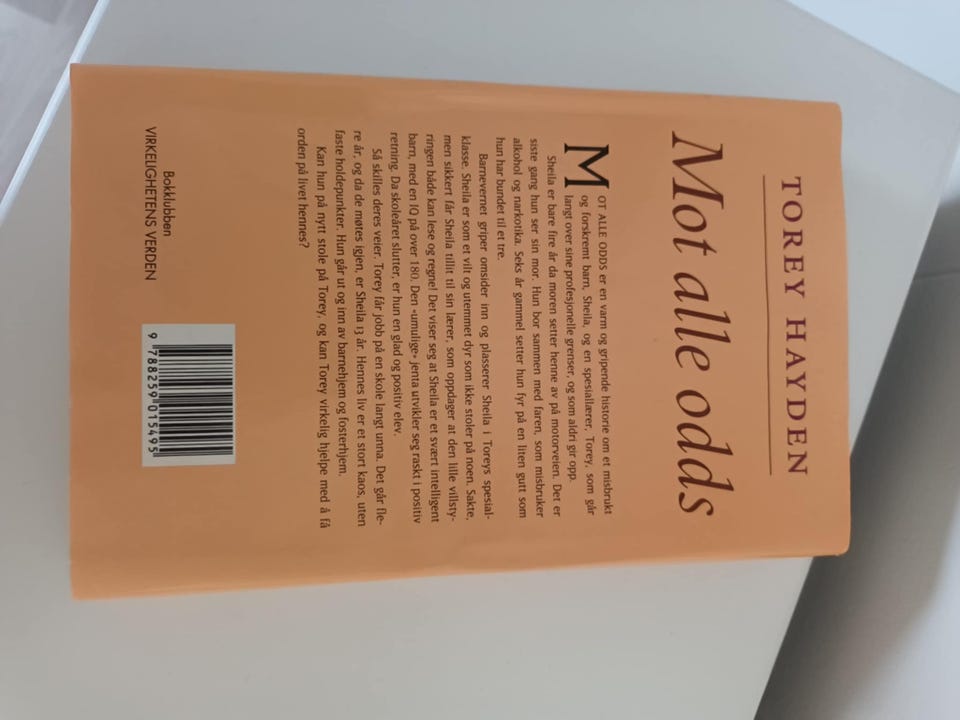 TOREY HAYDEN
Mot alle odds
MOT ALLE ODDS er en varm og gripende historie om et misbrukt
og forskremt barn, Sheila, og en spesiallærer, Torey, som går
langt over sine profesjonelle grenser, og som aldri gir opp.
Sheila er bare fire år da moren setter henne av på motorveien. Det er
siste gang hun ser sin mor. Hun bor sammen med faren, som misbruker
alkohol og narkotika. Seks år gammel setter hun fyr på en liten gutt som
hun har bundet til et tre.
Barnevernet griper omsider inn og plasserer Sheila i Toreys spesial-
klasse. Sheila er som et vilt og utemmet dyr som ikke stoler på noen. Sakte,
men sikkert får Sheila tillit til sin lærer, som oppdager at den lille villsty-
ringen både kan lese og regne! Det viser seg at Sheila er et svært intelligent
barn, med en IQ på over 180. Den «umulige» jenta utvikler seg raskt i positiv
retning. Da skoleåret slutter, er hun en glad og positiv elev.
Så skilles deres veier. Torey får jobb på en skole langt unna. Det går fle-
re år, og da de møtes igjen, er Sheila 13 år. Hennes liv er et stort kaos, uten
faste holdepunkter. Hun går ut og inn av barnehjem og fosterhjem.
Kan hun på nytt stole på Torey, og kan Torey virkelig hjelpe med å få
orden på livet hennes?
Bokklubben
VIRKELIGHETENS VERDEN
9 788259 015495